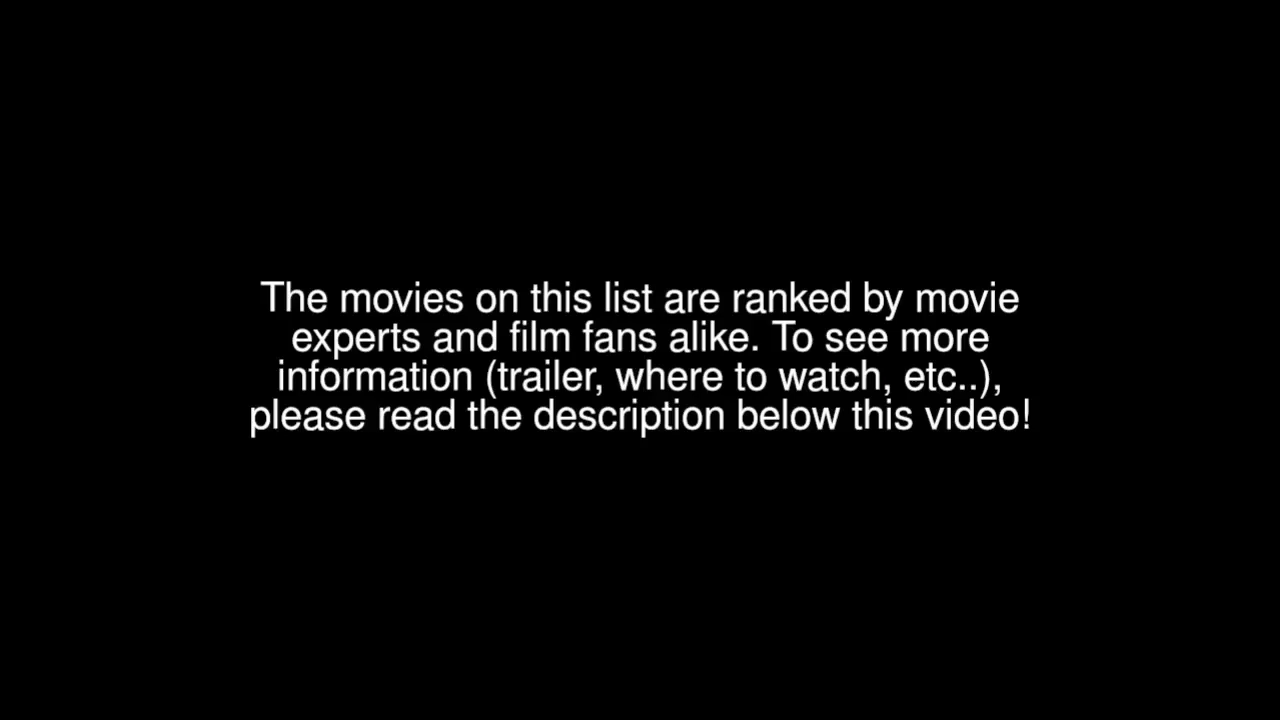 The movies on this list are ranked by movie
experts and film fans alike. To see more
information (trailer, where to watch, etc..),
please read the description below this video!